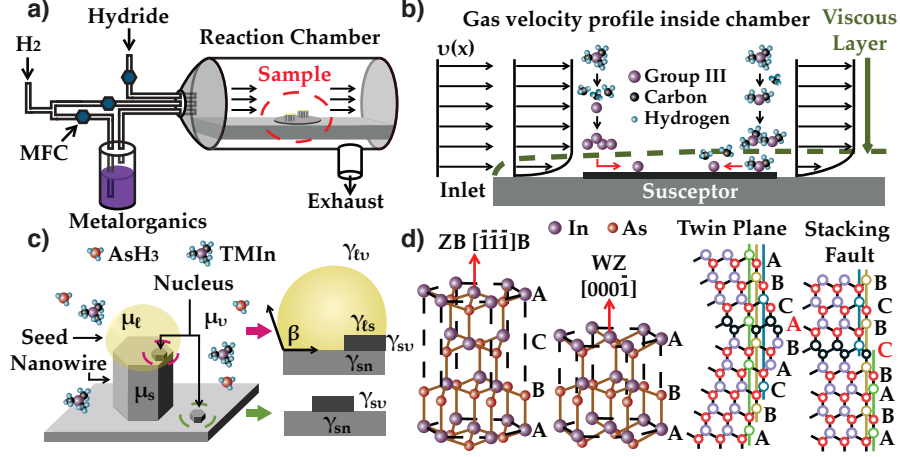 a)
Hydride
H2
Reaction Chamber
Sample
MFC
Metalorganics
Exhaust
b)
Gas velocity profile inside chamber
Viscous
Layer
υ(x)
Group III
Carbon
Hydrogen
Inlet
Susceptor
c)
AsH3
TMIn
Nucleus
Seed
Nanowire
μℓ
μυ
μs
γℓυ
β
γℓs
γsυ
γsn
γsυ
γsn
d)
In
As
ZB [1̄1̄1̄]B
A
C
B
A
WZ
[0001̄]
A
B
A
Twin Plane
A
B
C
A
B
C
B
A
Stacking
Fault
A
B
A
B
C
B
A
B
A